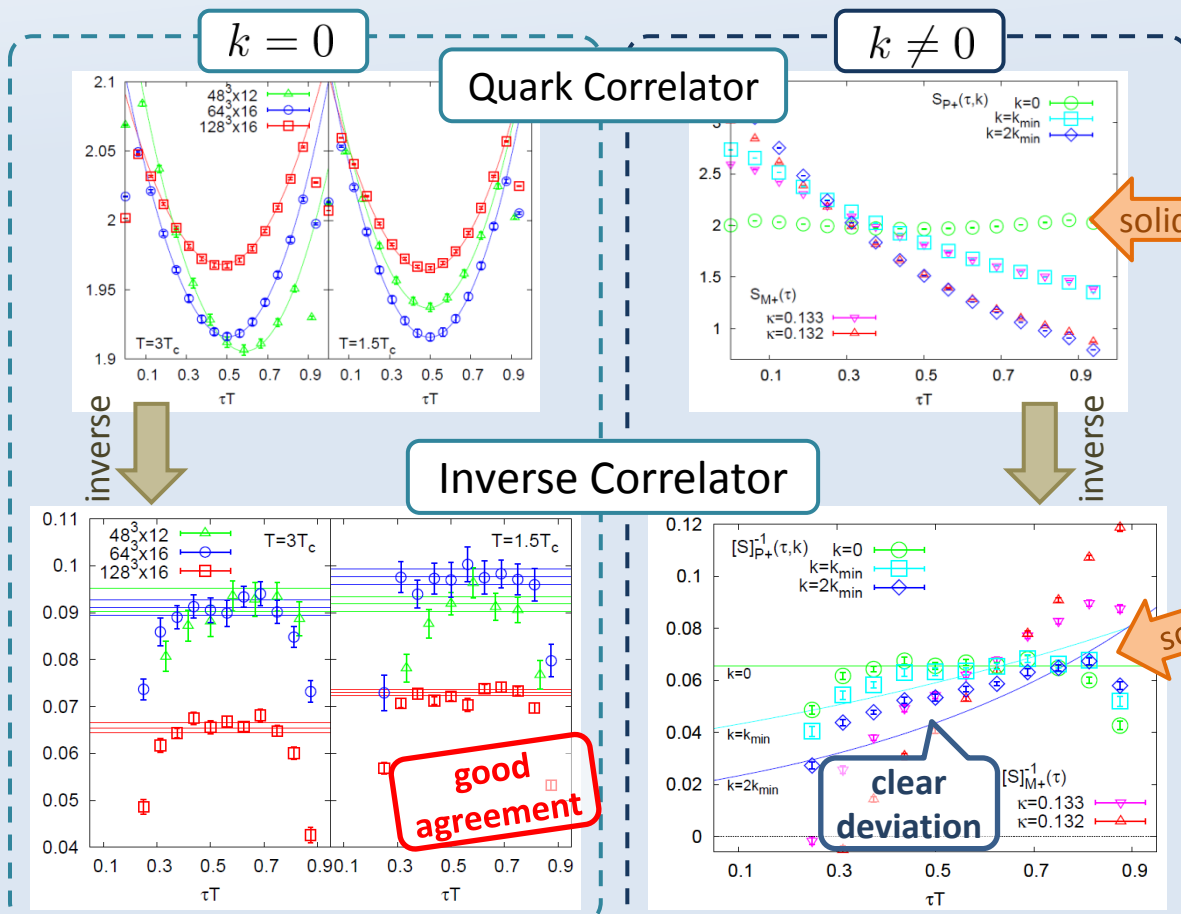 k = 0
k ≠ 0
Quark Correlator
2.1
2.05
2
1.95
1.9
48³x12
64³x16
128³x16
T=3Tc
T=1.5Tc
0.1 0.3 0.5 0.7 0.9 0.1 0.3 0.5 0.7 0.9
τT
τT
S_P+(τ,k)
k=0
k=k_min
k=2k_min
3
2.5
2
1.5
1
S_M+(τ)
κ=0.133
κ=0.132
0.1 0.3 0.5 0.7 0.9
τT
inverse
inverse
Inverse Correlator
0.11
0.1
0.09
0.08
0.07
0.06
0.05
0.04
48³x12
64³x16
128³x16
T=3Tc
T=1.5Tc
good
agreement
0.1 0.3 0.5 0.7 0.9 0.1 0.3 0.5 0.7 0.9
τT
τT
0.12
0.1
0.08
0.06
0.04
0.02
0
[S]⁻¹_P+(τ,k)
k=0
k=k_min
k=2k_min
k=0
k=k_min
k=2k_min
clear
deviation
[S]⁻¹_M+(τ)
κ=0.133
κ=0.132
0.1 0.3 0.5 0.7 0.9
τT